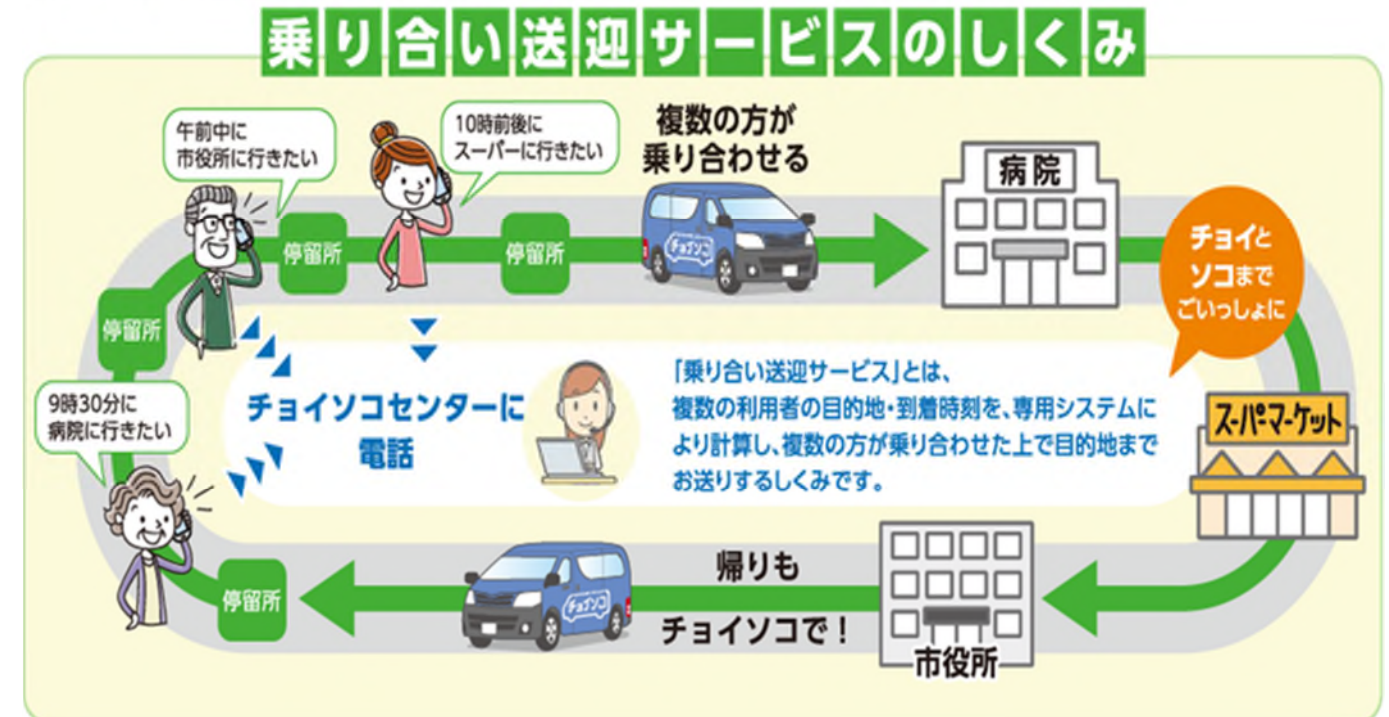 乗り合い送迎サービスのしくみ
午前中に
市役所に行きたい
10時前後に
スーパーに行きたい
複数の方が
乗り合わせる
病院
チョイと
ソコまで
ごいっしょに
停留所
停留所
停留所
チョイソコ
9時30分に
病院に行きたい
チョイソコセンターに
電話
「乗り合い送迎サービス」とは、
複数の利用者の目的地・到着時刻を、専用システムに
より計算し、複数の方が乗り合わせた上で目的地まで
お送りするしくみです。
スーパーマーケット
停留所
チョイソコ
帰りも
チョイソコで！
市役所